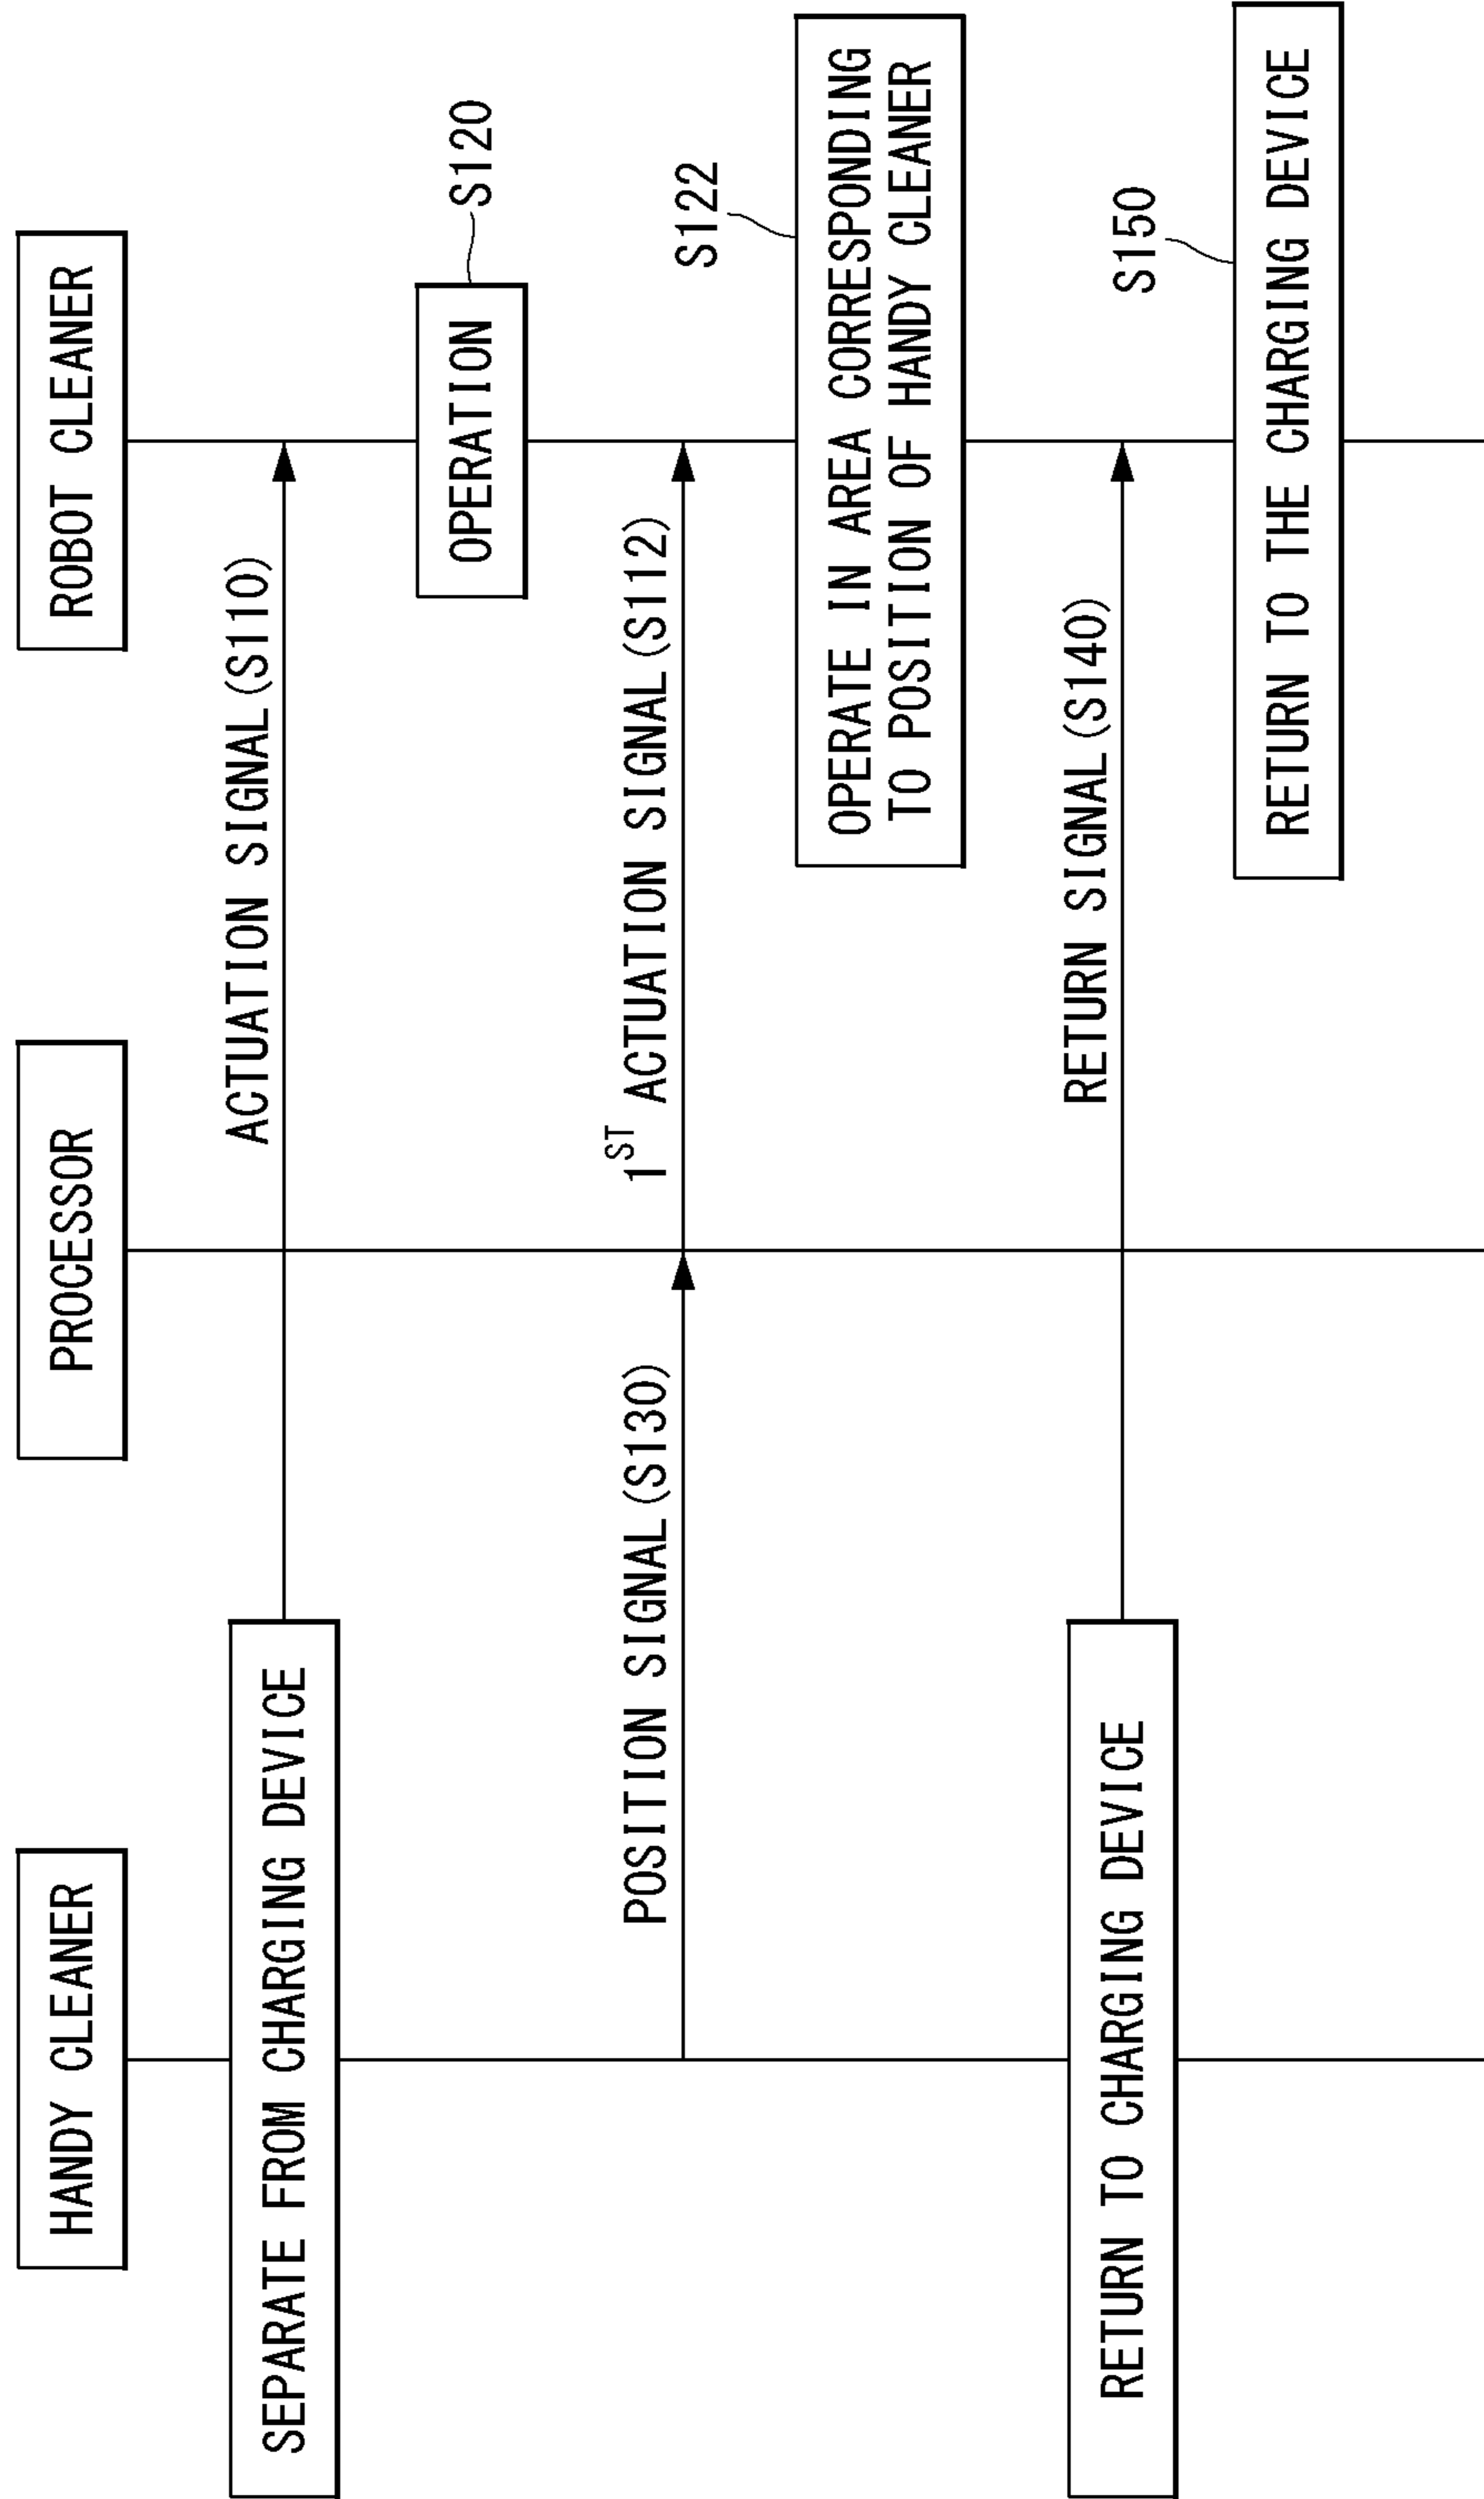 HANDY CLEANER
PROCESSOR
ROBOT CLEANER
SEPARATE FROM CHARGING DEVICE
ACTUATION SIGNAL(S110)
OPERATION
S120
POSITION SIGNAL(S130)
1ST ACTUATION SIGNAL(S112)
S122
OPERATE IN AREA CORRESPONDING
TO POSITION OF HANDY CLEANER
RETURN TO CHARGING DEVICE
RETURN SIGNAL(S140)
S150
RETURN TO THE CHARGING DEVICE